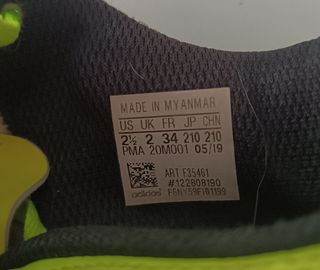 MADE IN MYANMAR
US UK FR JP CHN
2½ 2 34 210 210
PMA 20M001 05/19
ART F35461
#122808190
adidas